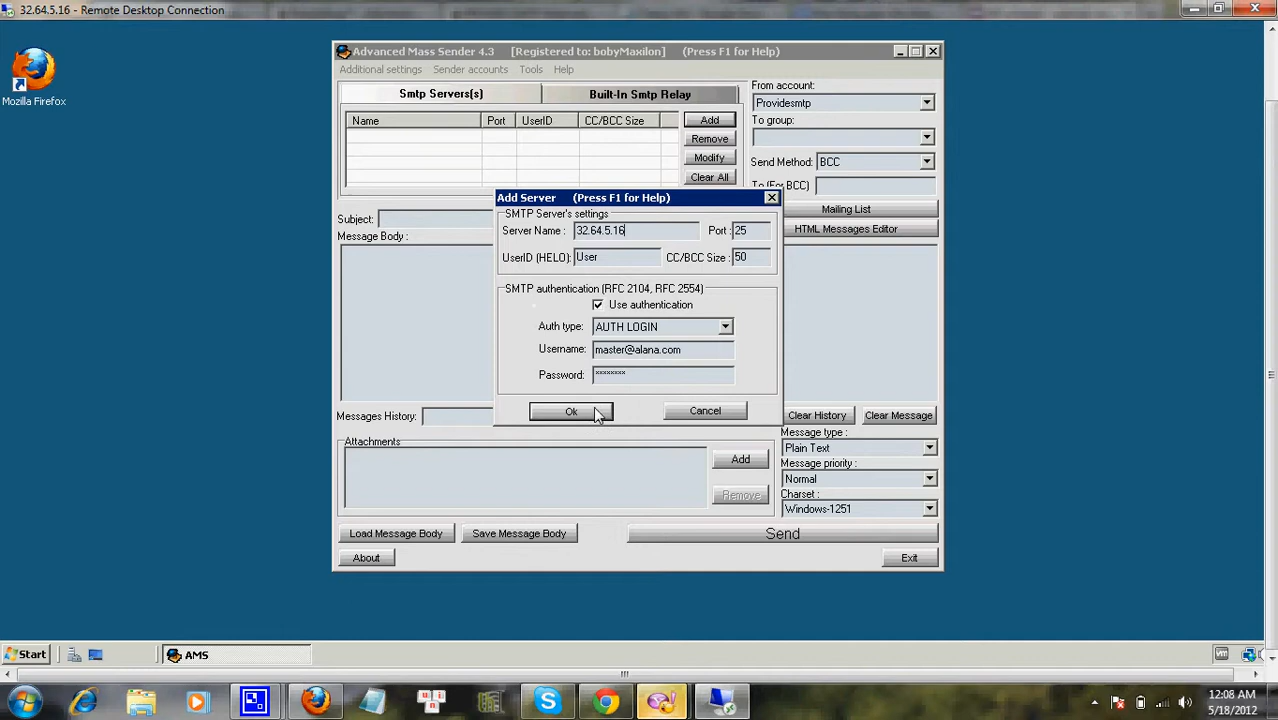 32.64.5.16 - Remote Desktop Connection
Mozilla Firefox
Advanced Mass Sender 4.3 [Registered to: bobyMaxilon] (Press F1 for Help)
Additional settings Sender accounts Tools Help
Smtp Servers(s) Built-In Smtp Relay
Name Port UserID CC/BCC Size
Add
Remove
Modify
Clear All
From account:
Providesmtp
To group:
Send Method: BCC
To (For BCC)
Mailing List
HTML Messages Editor
Subject:
Message Body:
Add Server (Press F1 for Help)
SMTP Server's settings
Server Name : 32.64.5.16 Port : 25
UserID (HELO): User CC/BCC Size : 50
SMTP authentication (RFC 2104, RFC 2554)
Use authentication
Auth type: AUTH LOGIN
Username: master@alana.com
Password: ********
Ok Cancel
Messages History: Clear History Clear Message
Attachments
Add
Remove
Message type :
Plain Text
Message priority :
Normal
Charset :
Windows-1251
Load Message Body Save Message Body Send
About Exit
Start AMS vm
12:08 AM
5/18/2012